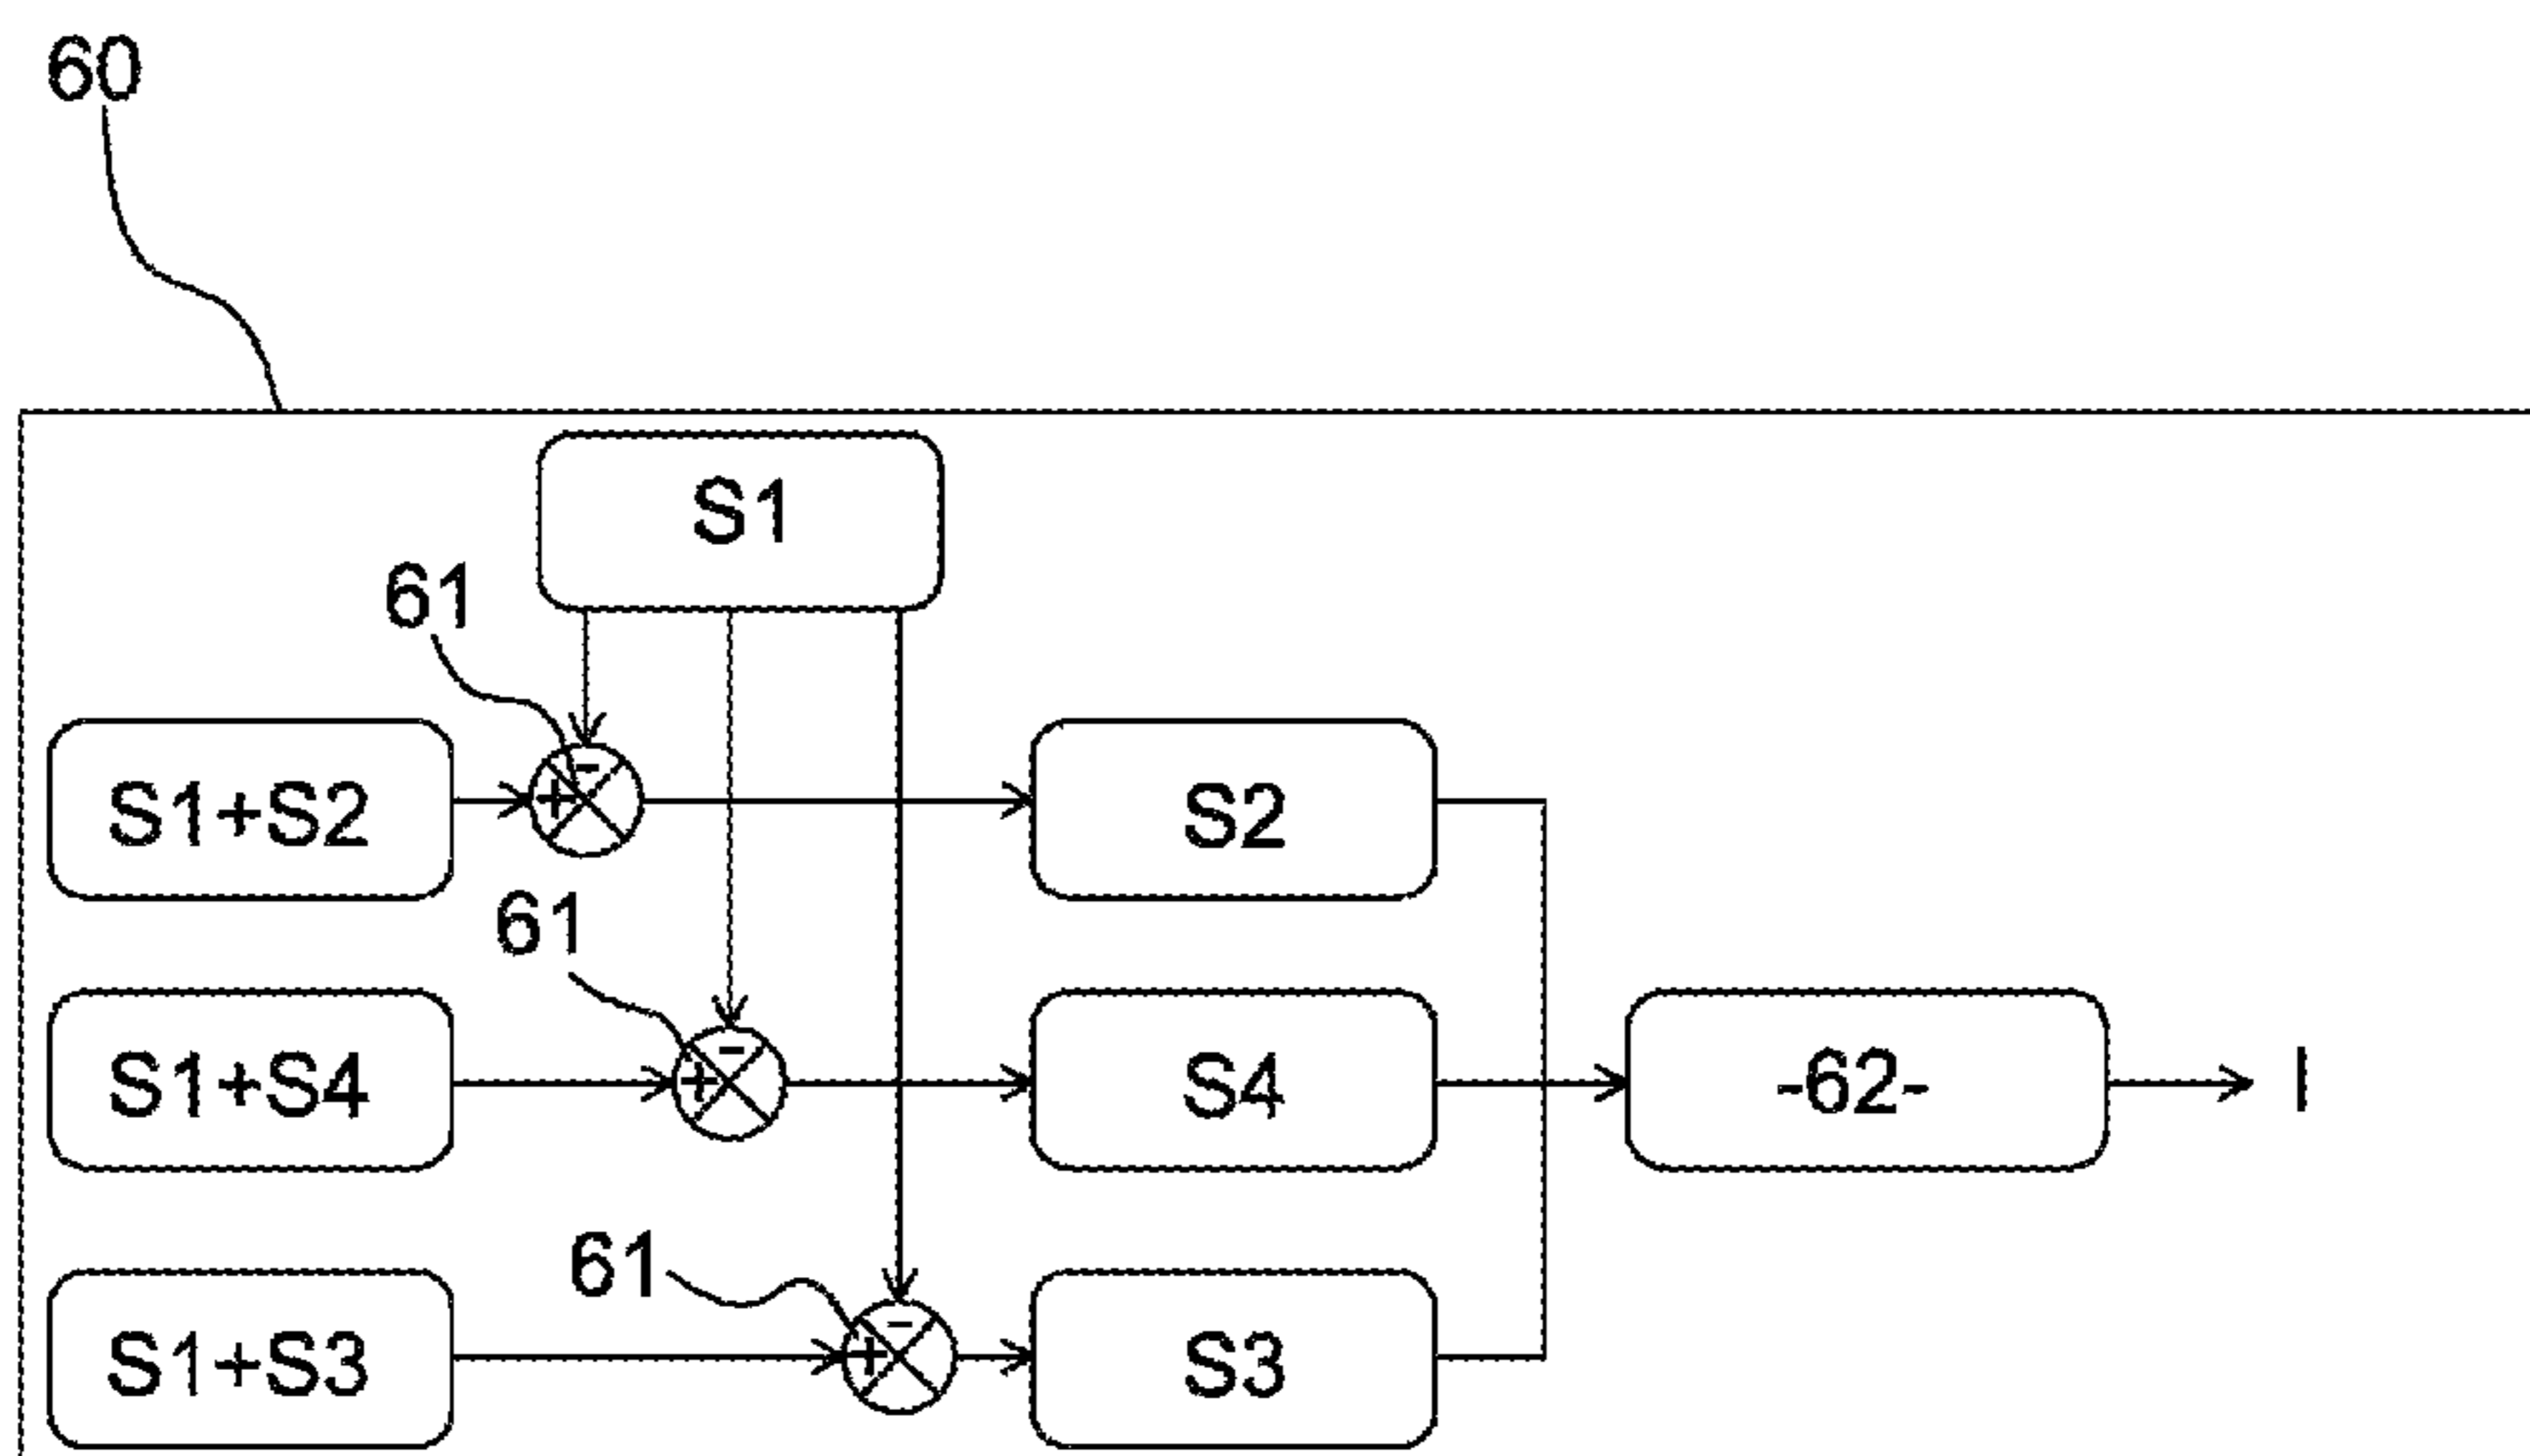 60
S1
61
S1+S2
+
-
S2
61
S1+S4
+
-
S4
-62-
I
61
S1+S3
+
-
S3